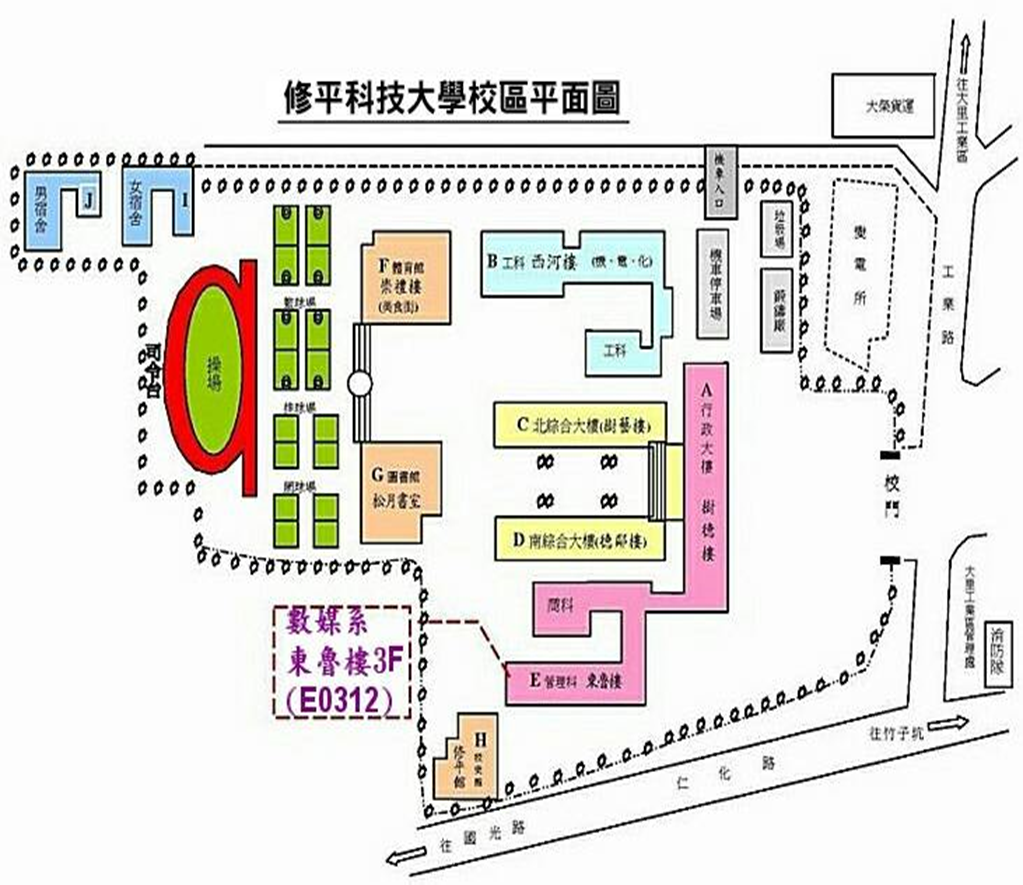 修平科技大學校區平面圖
大榮貨運
往大里工業區
機車入口
男宿舍
J
女宿舍
I
垃圾場
變電所
F 體育館
崇禮樓
(美食街)
B 工科 西河樓 (機、電、化)
機車停車場
工業路
籃球場
司令台
操場
工科
A 行政大樓 樹德樓
排球場
C 北綜合大樓(樹藝樓)
G 圖書館
松月書室
網球場
校門
D 南綜合大樓(德鄰樓)
商科
大里工業區管理處
消防隊
數媒系
東魯樓3F
(E0312)
E 管理科 東魯樓
H 校史館
修平館
往竹子坑
仁化路
往國光路